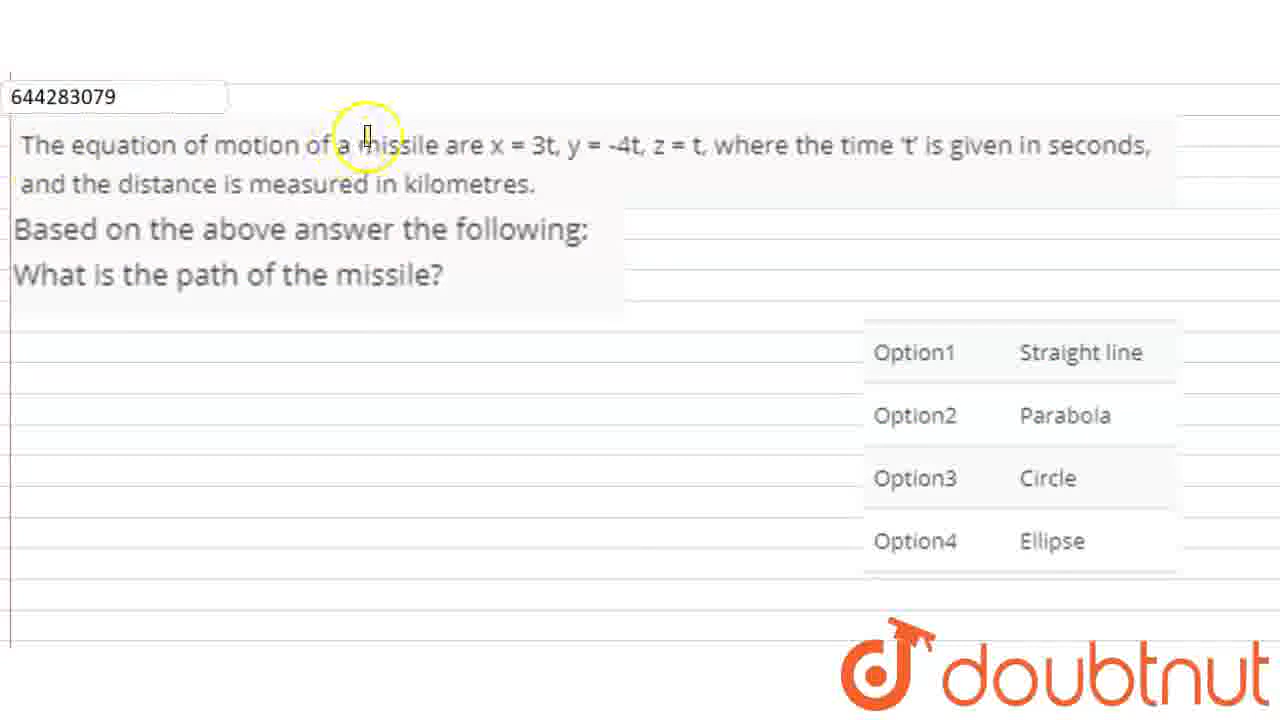 644283079
The equation of motion of a missile are x = 3t, y = -4t, z = t, where the time ‘t’ is given in seconds,
and the distance is measured in kilometres.
Based on the above answer the following:
What is the path of the missile?
Option1 Straight line
Option2 Parabola
Option3 Circle
Option4 Ellipse
doubtnut